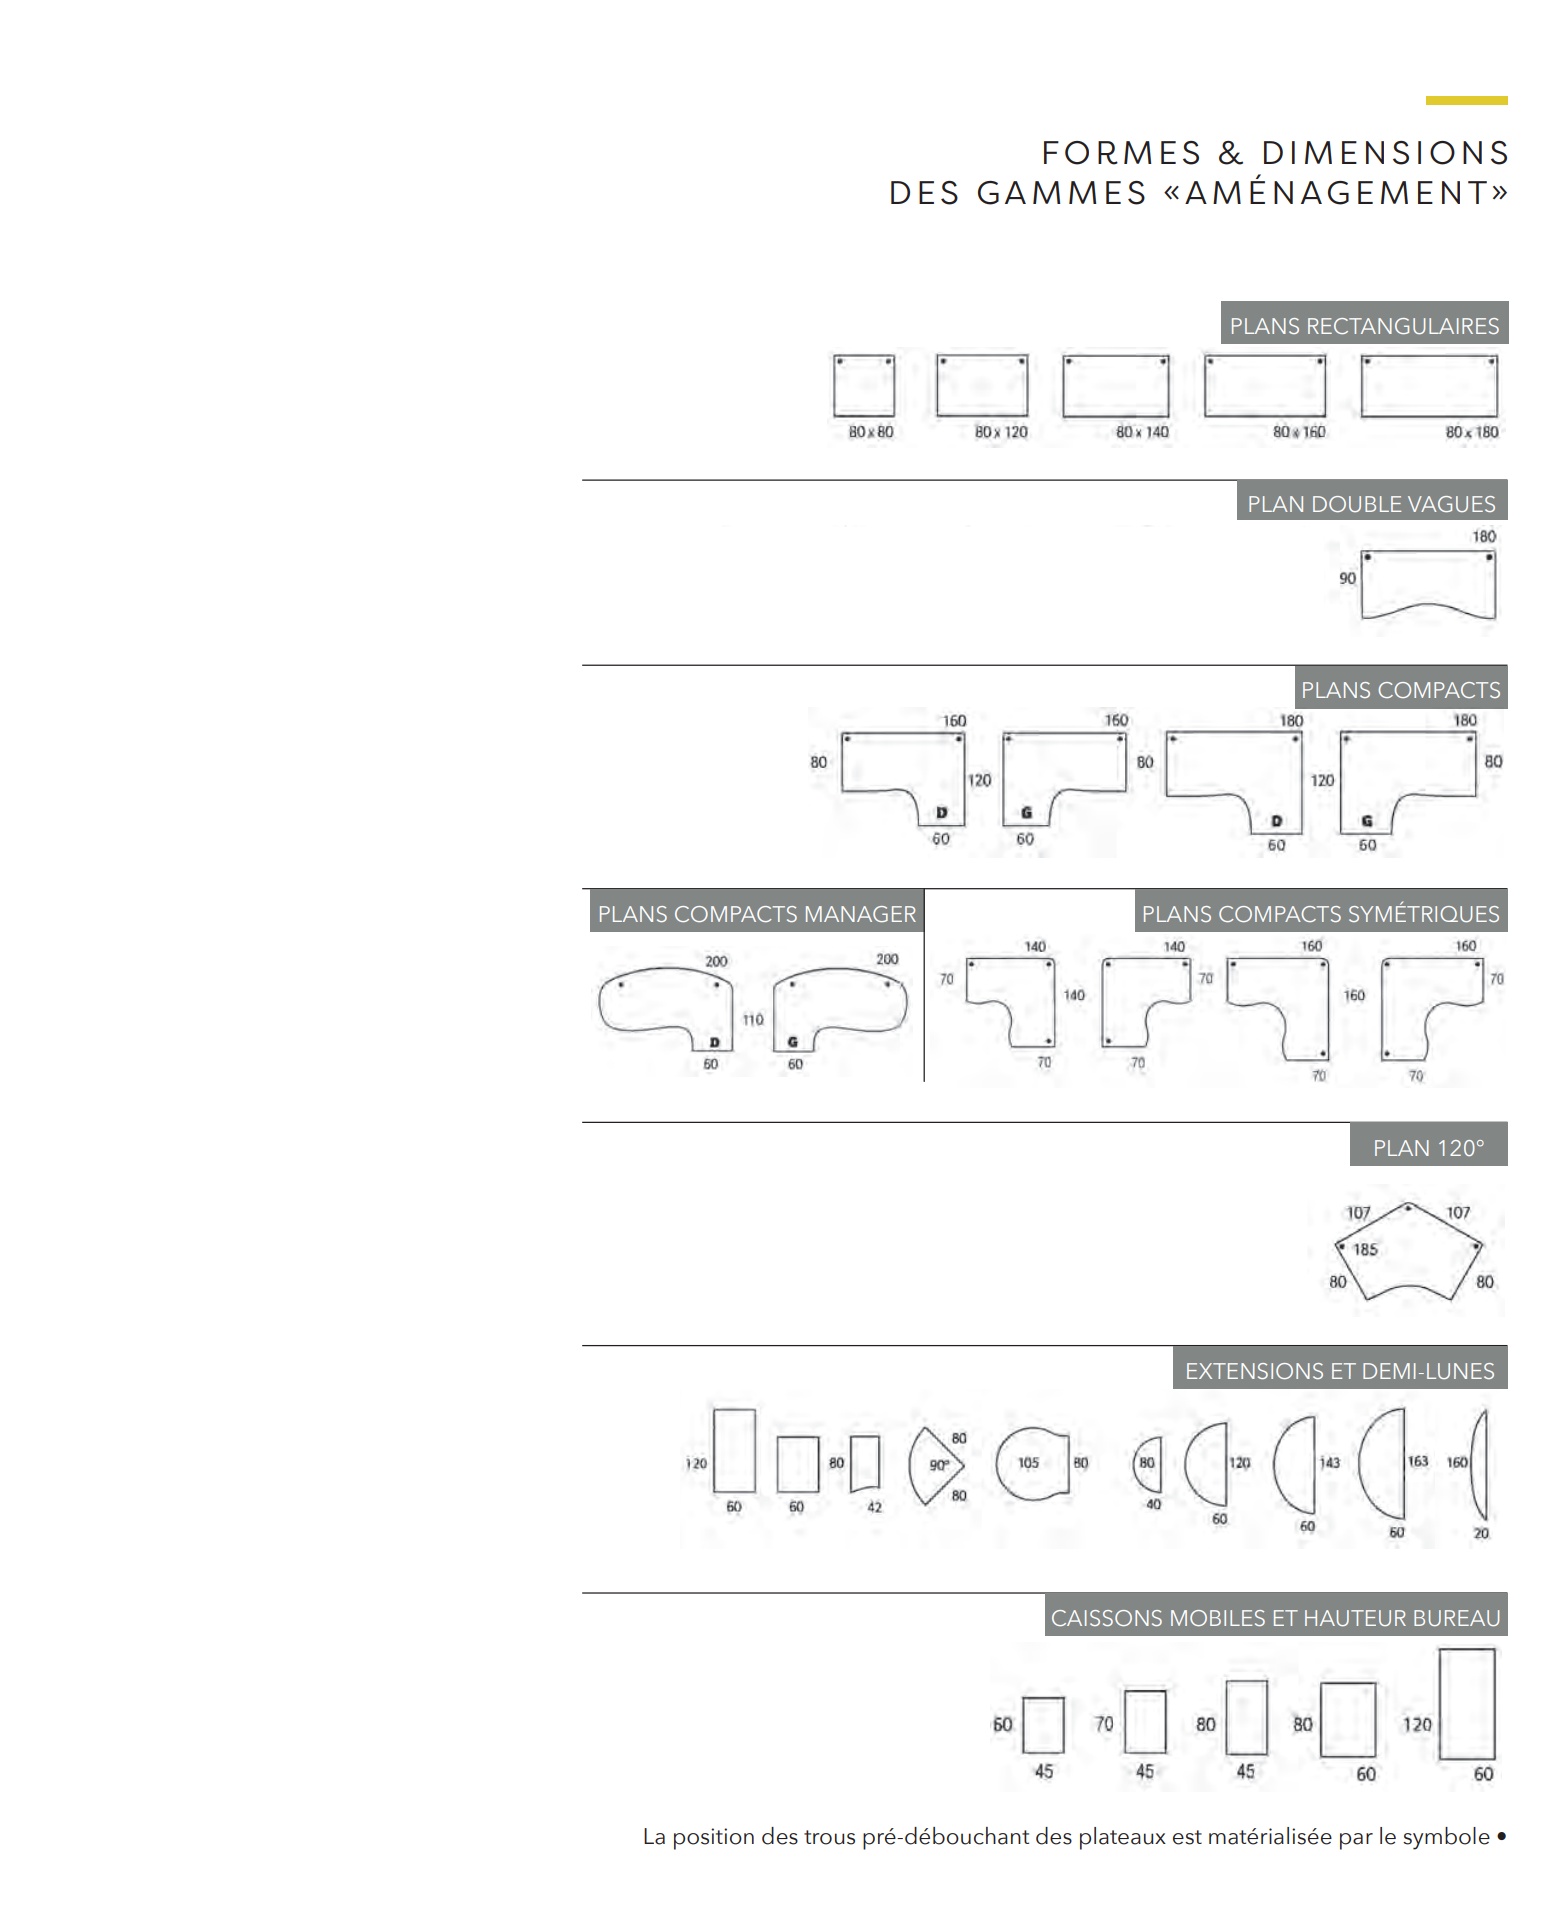 FORMES & DIMENSIONS
DES GAMMES «AMÉNAGEMENT»
PLANS RECTANGULAIRES
80 x 80
80 x 120
80 x 140
80 x 160
80 x 180
PLAN DOUBLE VAGUES
180
90
PLANS COMPACTS
160 160 180 180
80 80 80
120 120
D G D G
60 60 60 60
PLANS COMPACTS MANAGER
200 200
110
D G
60 60
PLANS COMPACTS SYMÉTRIQUES
140 140 160 160
70 70 70
140 160
70 70 70 70
PLAN 120°
107 107
185
80 80
EXTENSIONS ET DEMI-LUNES
120 80 90° 80 105 80 80 120 143 163 160
80
60 60 42 40 60 60 60 20
CAISSONS MOBILES ET HAUTEUR BUREAU
60 70 80 80 120
45 45 45 60 60
La position des trous pré-débouchant des plateaux est matérialisée par le symbole •